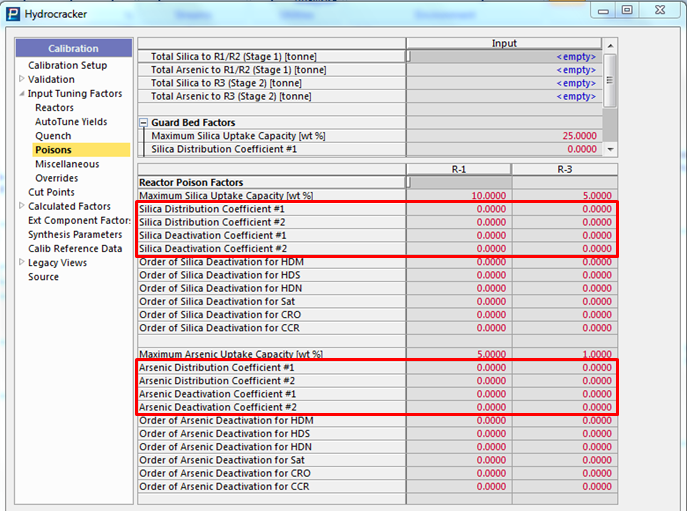 Hydrocracker
Calibration
Calibration Setup
Validation
Input Tuning Factors
Reactors
AutoTune Yields
Quench
Poisons
Miscellaneous
Overrides
Cut Points
Calculated Factors
Ext Component Factors
Synthesis Parameters
Calib Reference Data
Legacy Views
Source
Input
Total Silica to R1/R2 (Stage 1) [tonne] <empty>
Total Arsenic to R1/R2 (Stage 1) [tonne] <empty>
Total Silica to R3 (Stage 2) [tonne] <empty>
Total Arsenic to R3 (Stage 2) [tonne] <empty>
Guard Bed Factors
Maximum Silica Uptake Capacity [wt %] 25.0000
Silica Distribution Coefficient #1 0.0000
R-1 R-3
Reactor Poison Factors
Maximum Silica Uptake Capacity [wt %] 10.0000 5.0000
Silica Distribution Coefficient #1 0.0000 0.0000
Silica Distribution Coefficient #2 0.0000 0.0000
Silica Deactivation Coefficient #1 0.0000 0.0000
Silica Deactivation Coefficient #2 0.0000 0.0000
Order of Silica Deactivation for HDM 0.0000 0.0000
Order of Silica Deactivation for HDS 0.0000 0.0000
Order of Silica Deactivation for HDN 0.0000 0.0000
Order of Silica Deactivation for Sat 0.0000 0.0000
Order of Silica Deactivation for CRO 0.0000 0.0000
Order of Silica Deactivation for CCR 0.0000 0.0000
Maximum Arsenic Uptake Capacity [wt %] 5.0000 1.0000
Arsenic Distribution Coefficient #1 0.0000 0.0000
Arsenic Distribution Coefficient #2 0.0000 0.0000
Arsenic Deactivation Coefficient #1 0.0000 0.0000
Arsenic Deactivation Coefficient #2 0.0000 0.0000
Order of Arsenic Deactivation for HDM 0.0000 0.0000
Order of Arsenic Deactivation for HDS 0.0000 0.0000
Order of Arsenic Deactivation for HDN 0.0000 0.0000
Order of Arsenic Deactivation for Sat 0.0000 0.0000
Order of Arsenic Deactivation for CRO 0.0000 0.0000
Order of Arsenic Deactivation for CCR 0.0000 0.0000